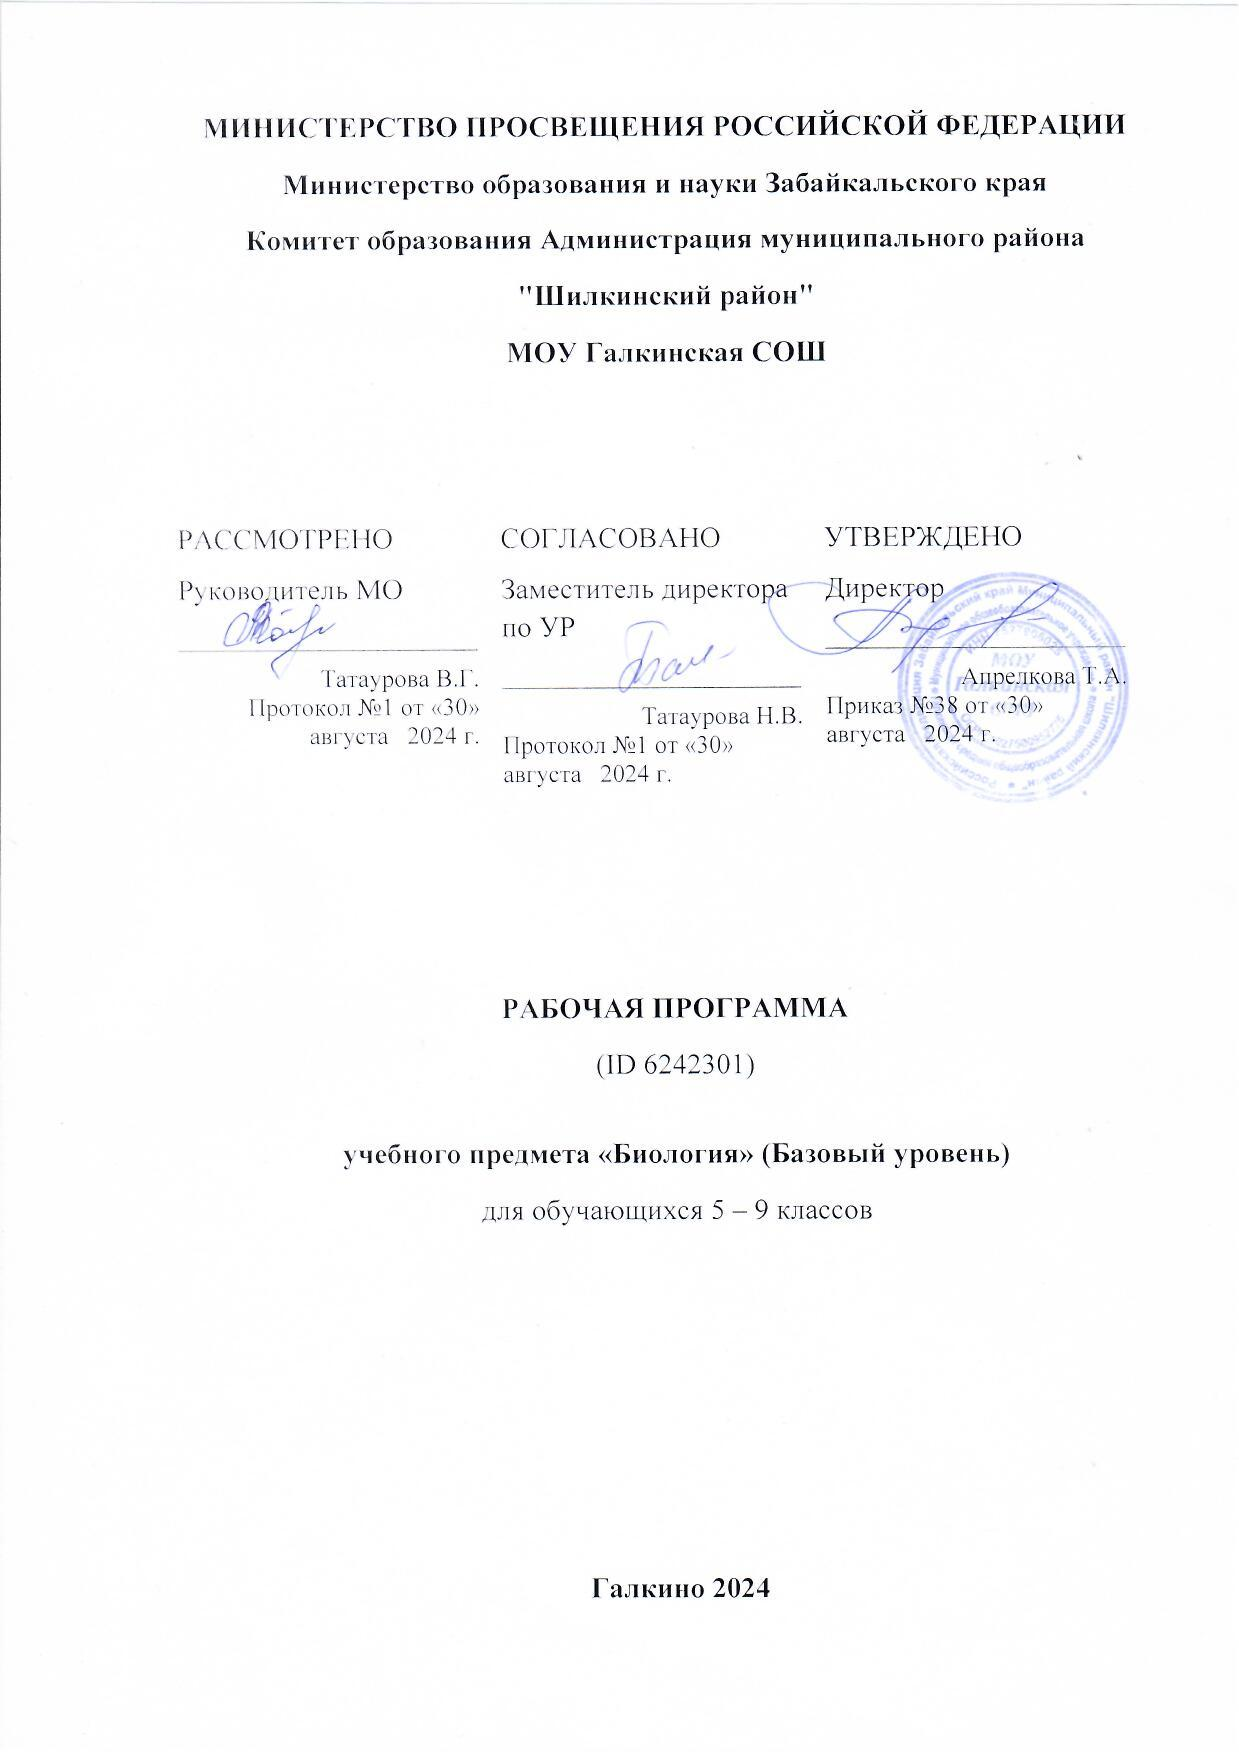 МИНИСТЕРСТВО ПРОСВЕЩЕНИЯ РОССИЙСКОЙ ФЕДЕРАЦИИ
Министерство образования и науки Забайкальского края
Комитет образования Администрация муниципального района
"Шилкинский район"
МОУ Галкинская СОШ
РАССМОТРЕНО
Руководитель МО
Татаурова В.Г.
Протокол №1 от «30»
августа 2024 г.
СОГЛАСОВАНО
Заместитель директора
по УР
Татаурова Н.В.
Протокол №1 от «30»
августа 2024 г.
УТВЕРЖДЕНО
Директор
Апрелкова Т.А.
Приказ №38 от «30»
августа 2024 г.
МОУ
РАБОЧАЯ ПРОГРАММА
(ID 6242301)
учебного предмета «Биология» (Базовый уровень)
для обучающихся 5 – 9 классов
Галкино 2024